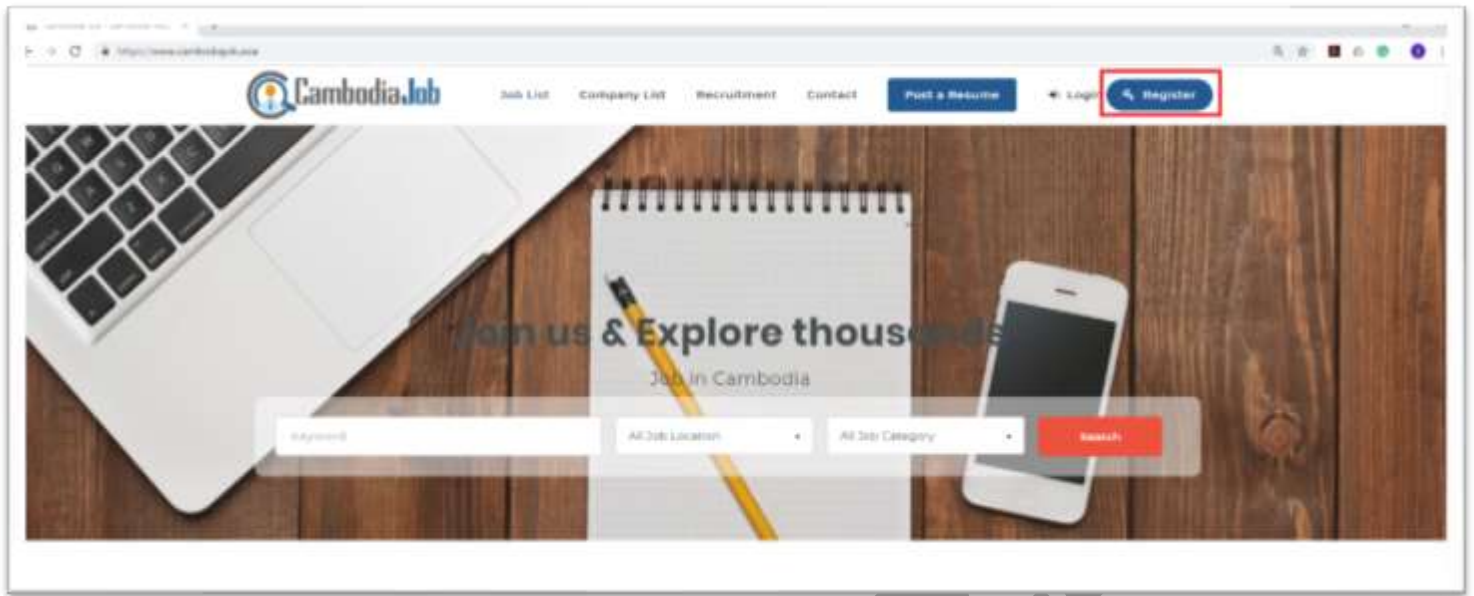 CambodiaJob
Job List Company List Recruitment Contact Post a Resume Login Register
Join us & Explore thousands
Job in Cambodia
Keyword All Job Location All Job Category Search